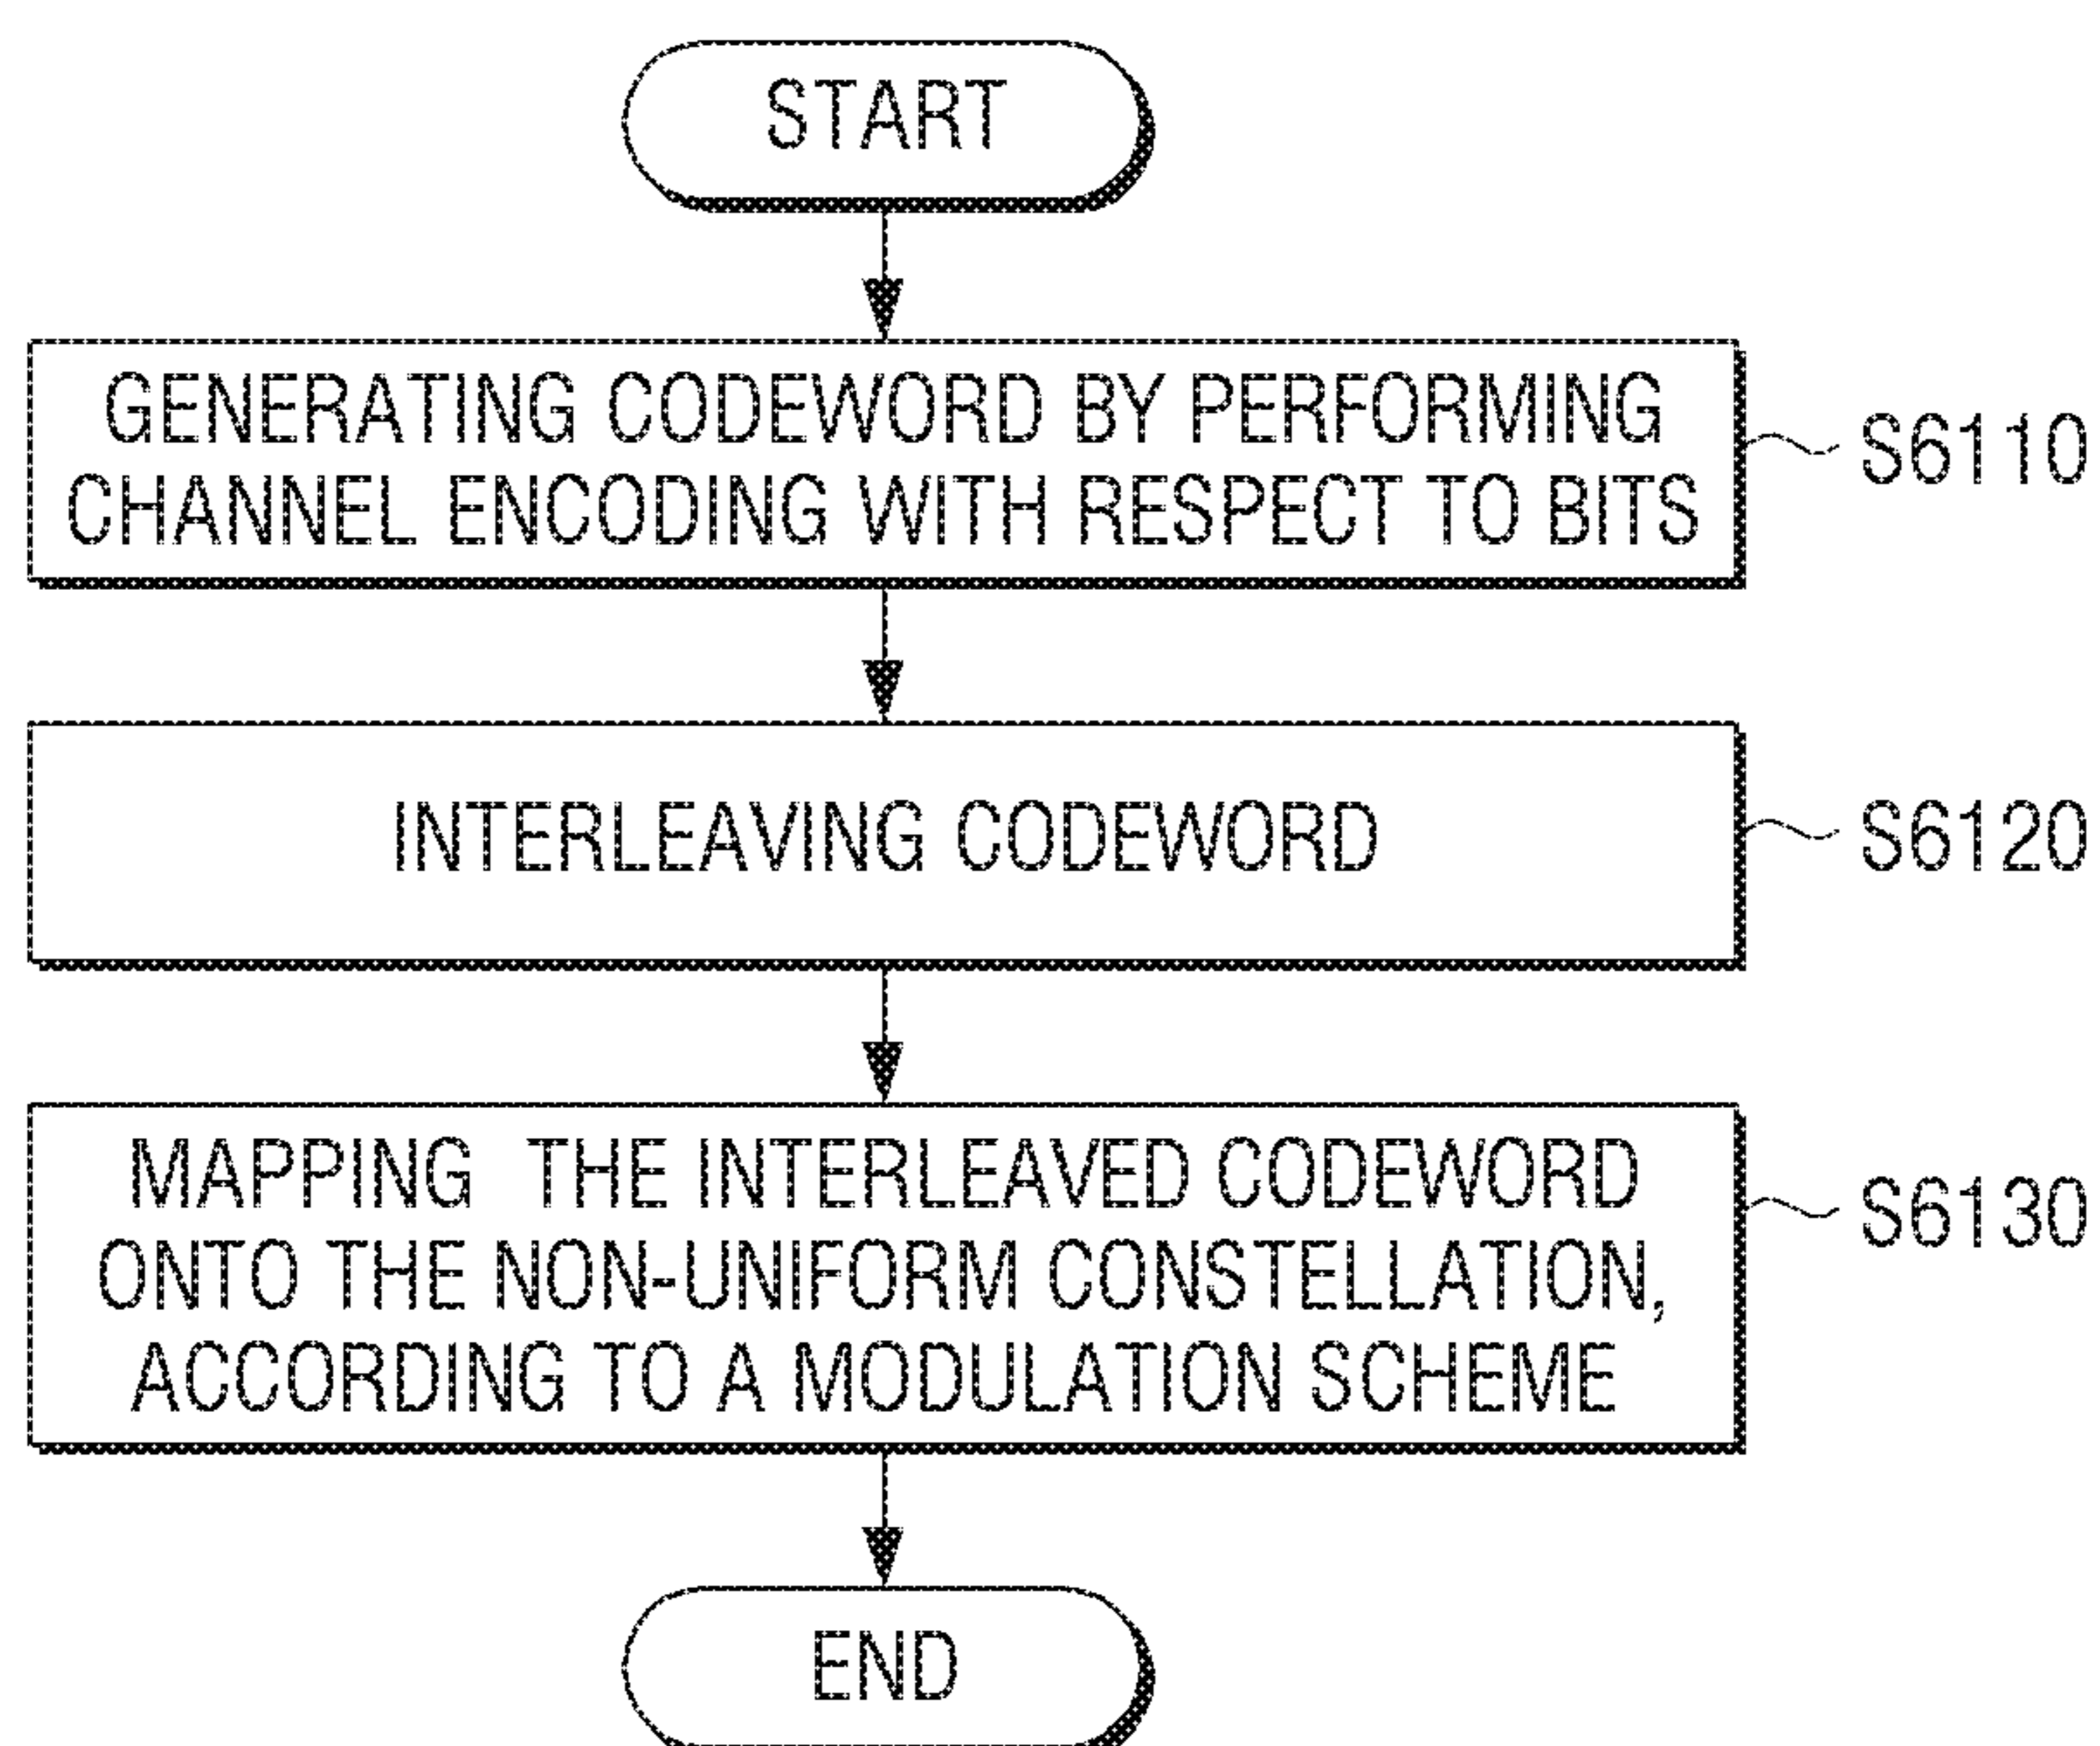 START
GENERATING CODEWORD BY PERFORMING
CHANNEL ENCODING WITH RESPECT TO BITS
S6110
INTERLEAVING CODEWORD
S6120
MAPPING THE INTERLEAVED CODEWORD
ONTO THE NON-UNIFORM CONSTELLATION,
ACCORDING TO A MODULATION SCHEME
S6130
END